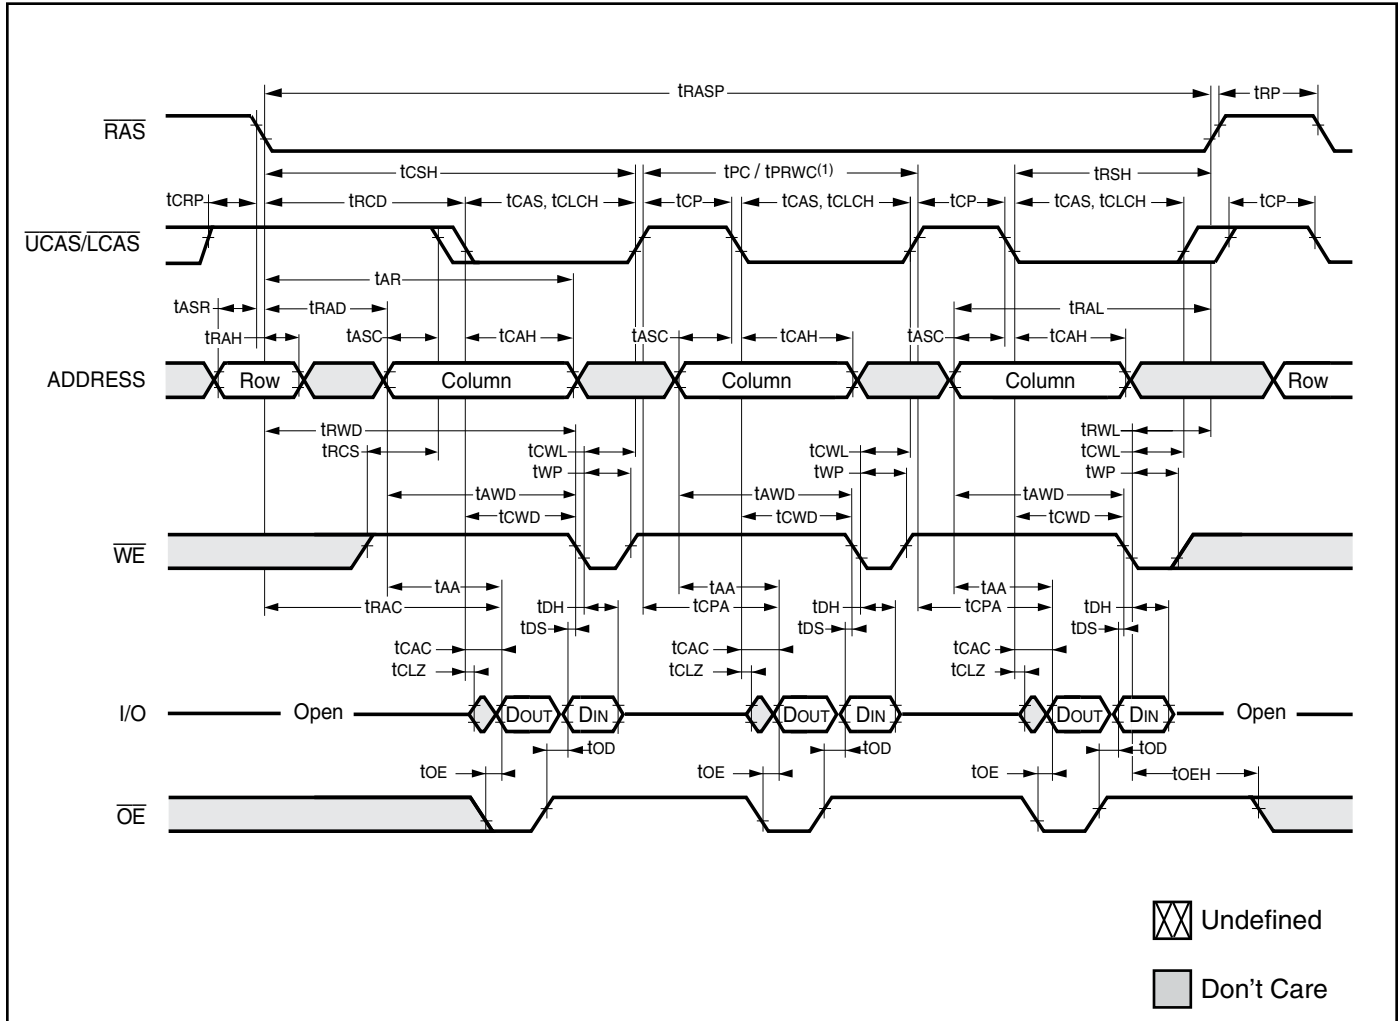 tRASP
tRP
RAS
tCSH
tPC / tPRWC(1)
tRSH
tCRP
tRCD
tCAS, tCLCH
tCP
tCAS, tCLCH
tCP
tCAS, tCLCH
tCP
UCAS/LCAS
tAR
tASR
tRAD
tRAL
tRAH
tASC
tCAH
tASC
tCAH
tASC
tCAH
ADDRESS
Row
Column
Column
Column
Row
tRWD
tRWL
tRCS
tCWL
tCWL
tCWL
tWP
tWP
tWP
tAWD
tAWD
tAWD
tCWD
tCWD
tCWD
WE
tAA
tAA
tAA
tRAC
tDH
tCPA
tDH
tCPA
tDH
tDS
tDS
tDS
tCAC
tCAC
tCAC
tCLZ
tCLZ
tCLZ
I/O
Open
DOUT
DIN
DOUT
DIN
DOUT
DIN
Open
tOD
tOD
tOD
tOE
tOE
tOE
tOEH
OE
Undefined
Don't Care